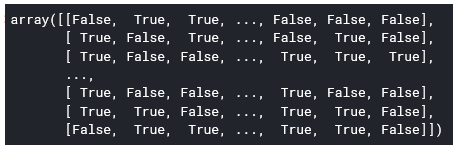 array([[False,  True,  True, ..., False, False, False],
       [ True, False,  True, ..., False,  True, False],
       [ True, False, False, ...,  True,  True,  True],
       ...,
       [ True, False, False, ...,  True, False, False],
       [ True,  True, False, ...,  True,  True, False],
       [False,  True,  True, ...,  True,  True, False]])